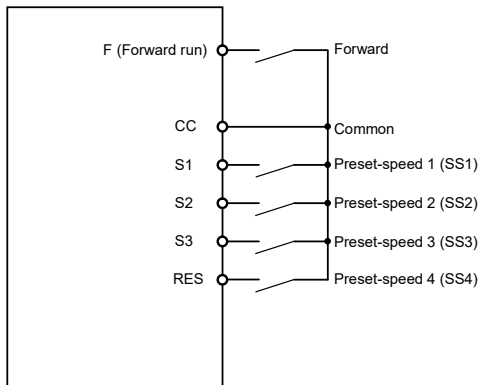 F (Forward run) Forward
CC Common
S1 Preset-speed 1 (SS1)
S2 Preset-speed 2 (SS2)
S3 Preset-speed 3 (SS3)
RES Preset-speed 4 (SS4)